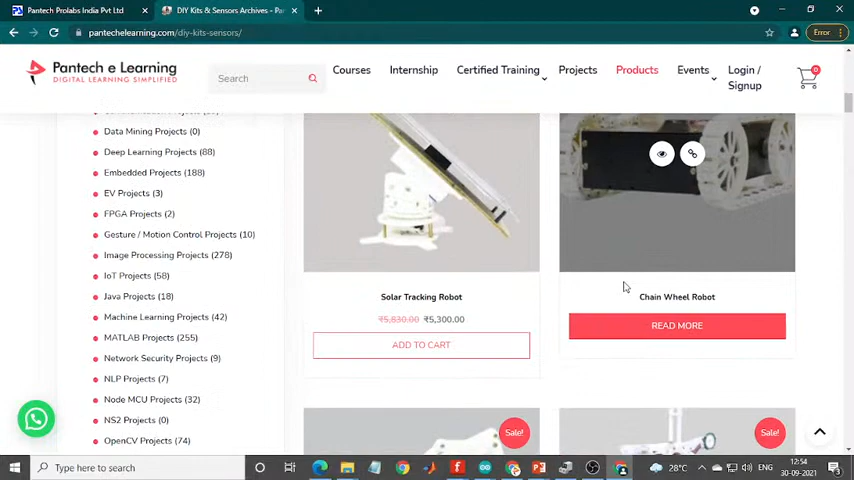 Pantech Prolabs India Pvt Ltd
DIY Kits & Sensors Archives - Pan
pantechelearning.com/diy-kits-sensors/
Error
Pantech e Learning
DIGITAL LEARNING SIMPLIFIED
Search
Courses
Internship
Certified Training
Projects
Products
Events
Login /
Signup
0
Data Mining Projects (0)
Deep Learning Projects (88)
Embedded Projects (188)
EV Projects (3)
FPGA Projects (2)
Gesture / Motion Control Projects (10)
Image Processing Projects (278)
IoT Projects (58)
Java Projects (18)
Machine Learning Projects (42)
MATLAB Projects (255)
Network Security Projects (9)
NLP Projects (7)
Node MCU Projects (32)
NS2 Projects (0)
OpenCV Projects (74)
Solar Tracking Robot
₹5,830.00 ₹5,300.00
ADD TO CART
Chain Wheel Robot
READ MORE
Sale!
Sale!
Type here to search
28°C
ENG
12:54
30-09-2021
3